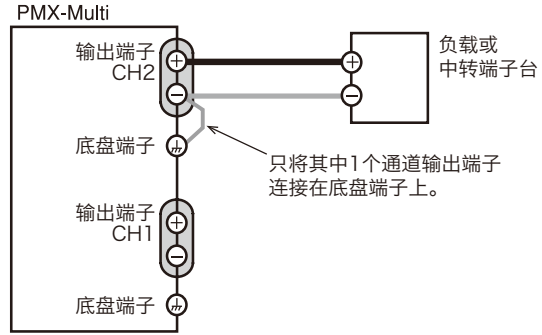 PMX-Multi
输出端子
CH2
底盘端子
输出端子
CH1
底盘端子
负载或
中转端子台
只将其中1个通道输出端子
连接在底盘端子上。